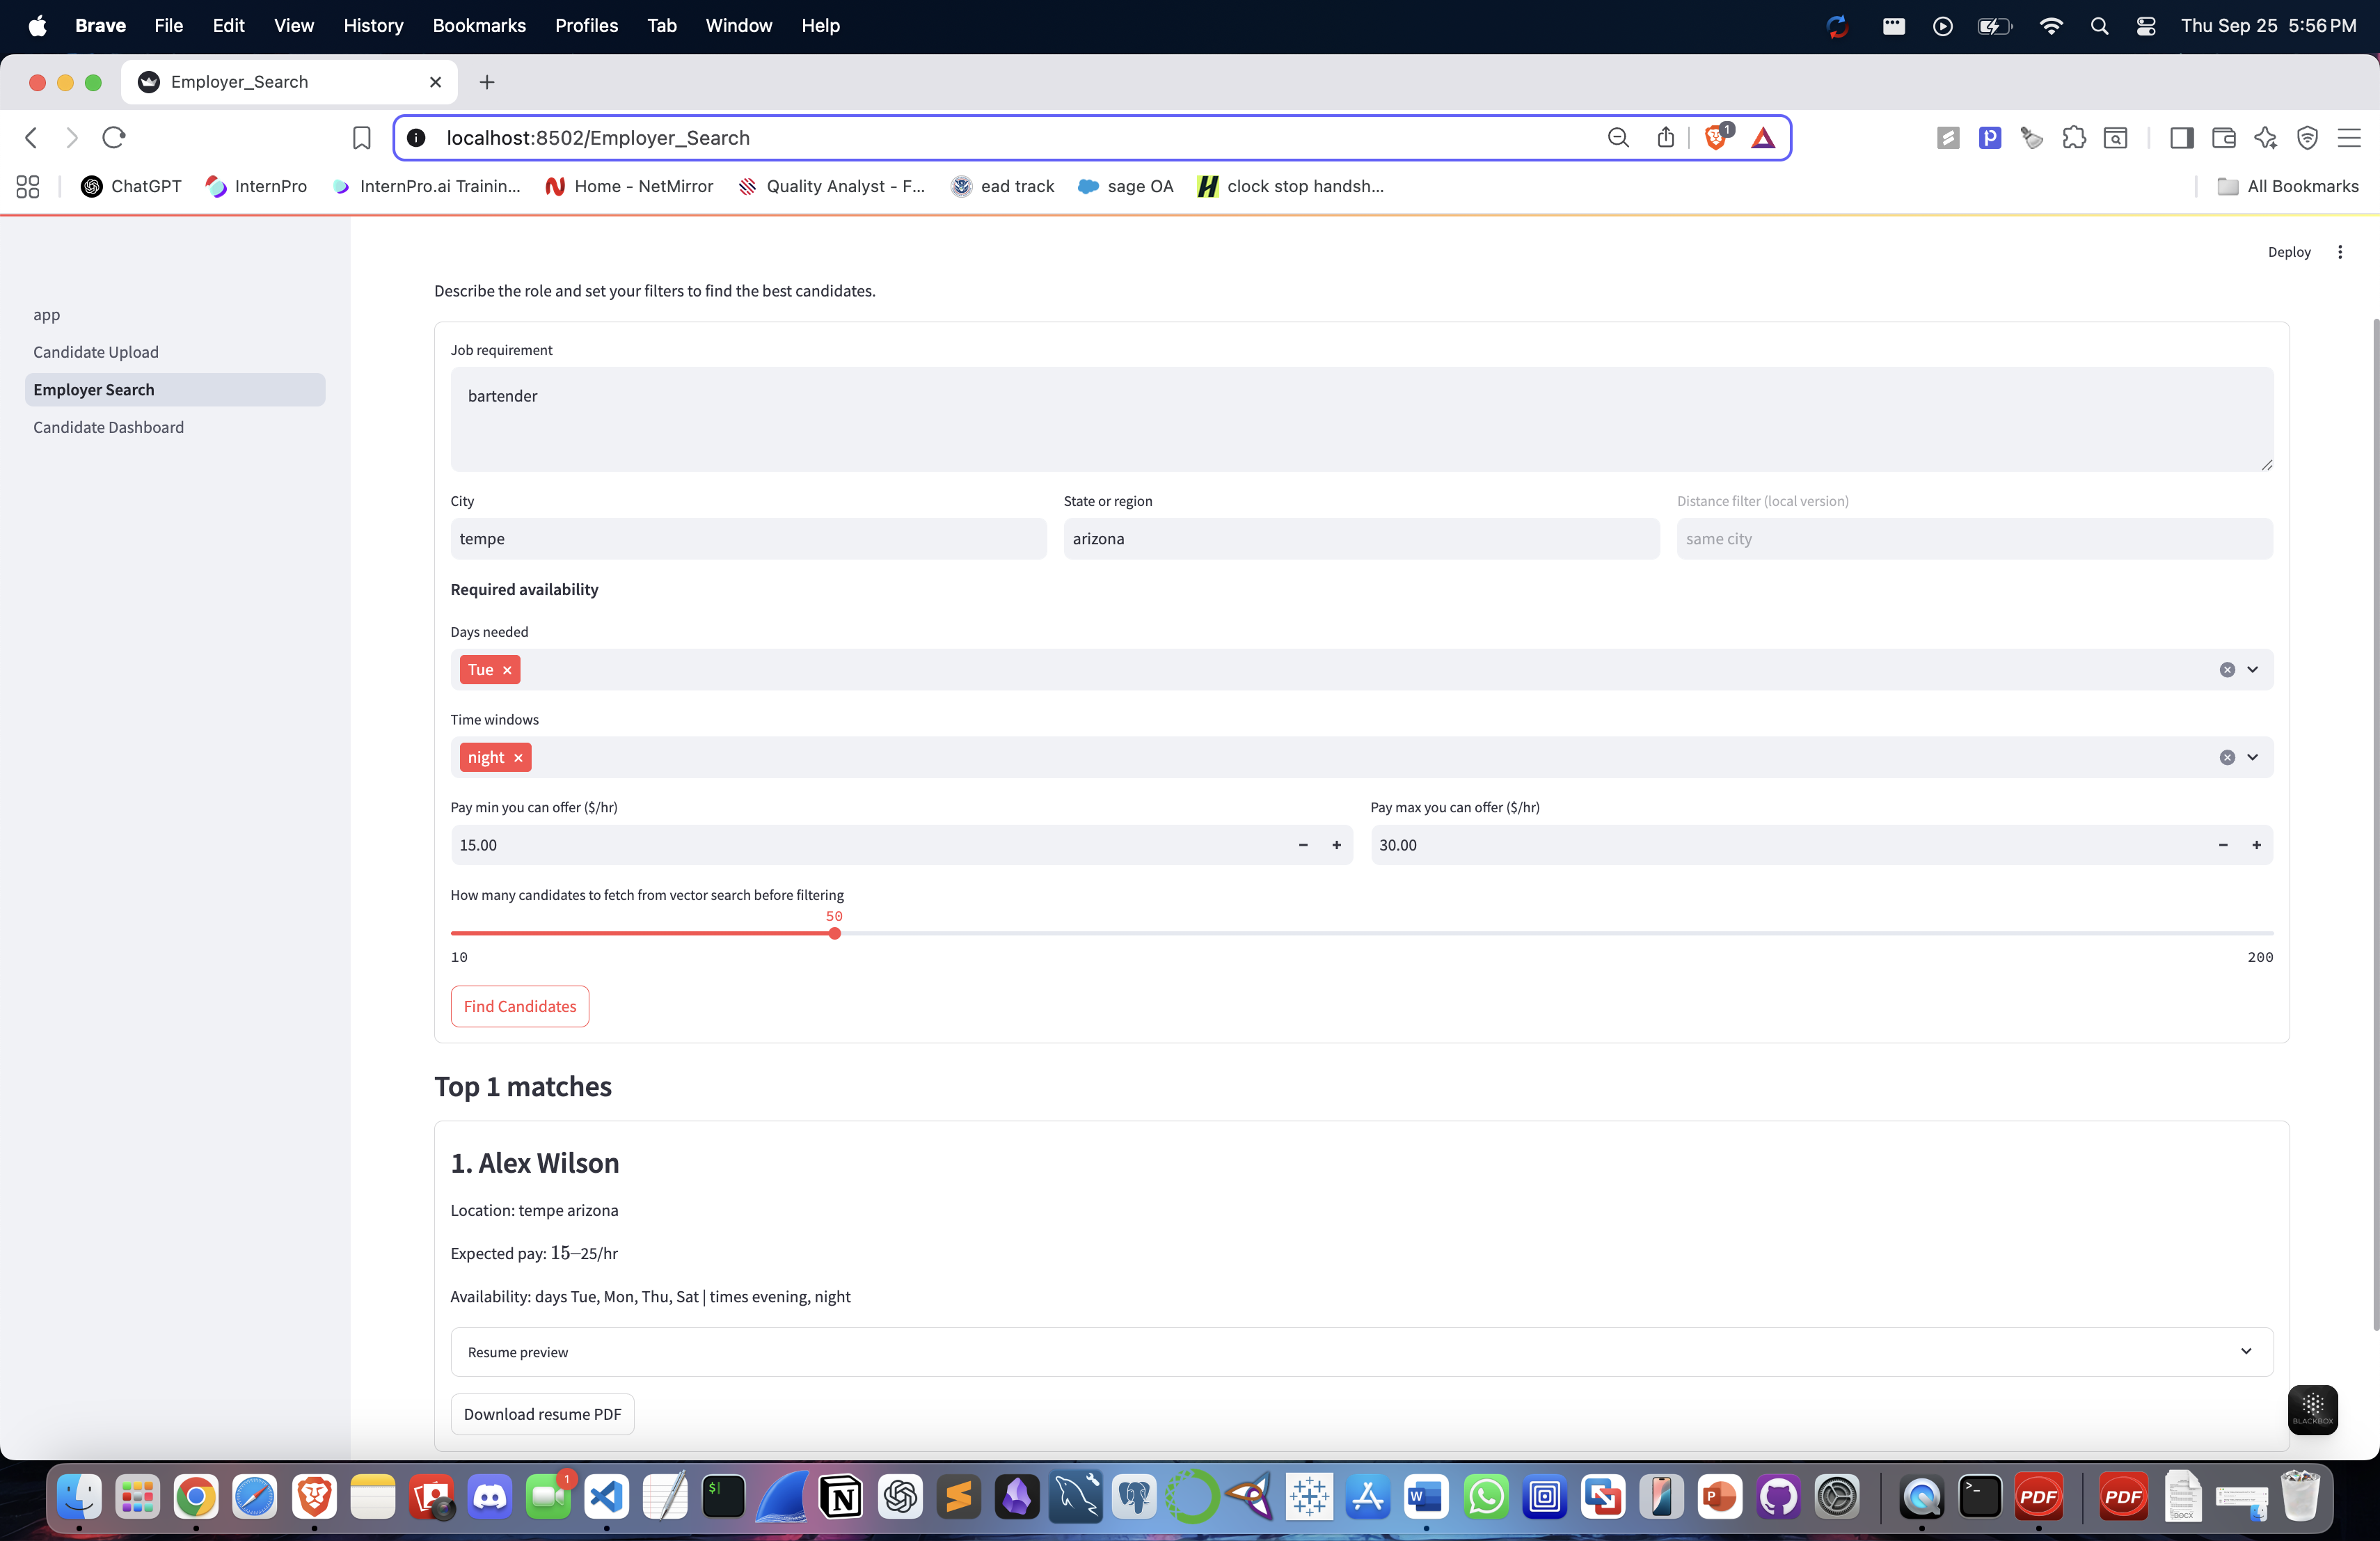 Brave File Edit View History Bookmarks Profiles Tab Window Help Thu Sep 25 5:56 PM
Employer_Search
localhost:8502/Employer_Search 1
ChatGPT InternPro InternPro.ai Trainin... Home - NetMirror Quality Analyst - F... ead track sage OA clock stop handsh... All Bookmarks
Deploy
app
Candidate Upload
Employer Search
Candidate Dashboard
Describe the role and set your filters to find the best candidates.
Job requirement
bartender
City State or region Distance filter (local version)
tempe arizona same city
Required availability
Days needed
Tue
Time windows
night
Pay min you can offer ($/hr) Pay max you can offer ($/hr)
15.00 30.00
How many candidates to fetch from vector search before filtering
50
10 200
Find Candidates
Top 1 matches
1. Alex Wilson
Location: tempe arizona
Expected pay: 15–25/hr
Availability: days Tue, Mon, Thu, Sat | times evening, night
Resume preview
Download resume PDF
BLACKBOX
1
PDF PDF DOCX